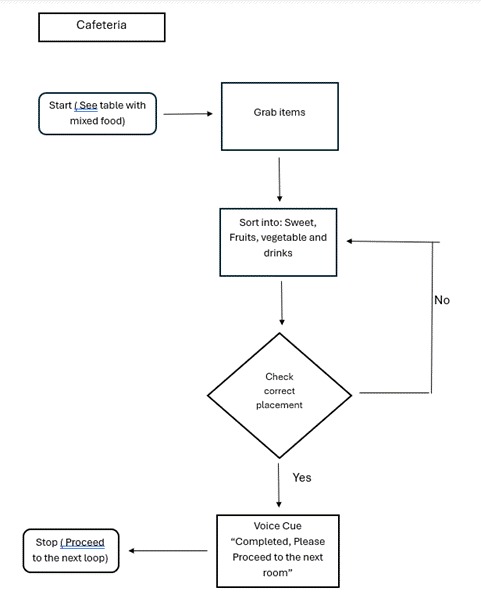 Cafeteria
Start ( See table with
mixed food)
Grab items
Sort into: Sweet,
Fruits, vegetable and
drinks
No
Check
correct
placement
Yes
Voice Cue
“Completed, Please
Proceed to the next
room”
Stop ( Proceed
to the next loop)